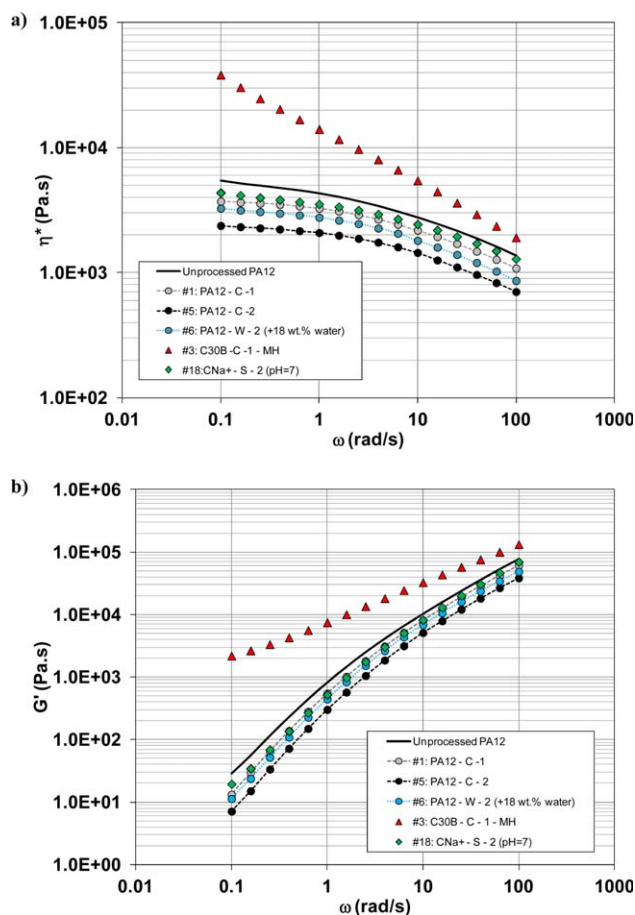 a)
1.0E+05
1.0E+04
1.0E+03
1.0E+02
η* (Pa.s)
Unprocessed PA12
#1: PA12 - C -1
#5: PA12 - C -2
#6: PA12 - W - 2 (+18 wt.% water)
#3: C30B -C -1 - MH
#18:CNa+ - S - 2 (pH=7)
0.01 0.1 1 10 100 1000
ω (rad/s)
b)
1.0E+06
1.0E+05
1.0E+04
1.0E+03
1.0E+02
1.0E+01
1.0E+00
G' (Pa.s)
Unprocessed PA12
#1: PA12 - C -1
#5: PA12 - C - 2
#6: PA12 - W - 2 (+18 wt.% water)
#3: C30B - C - 1 - MH
#18: CNa+ - S - 2 (pH=7)
0.01 0.1 1 10 100 1000
ω (rad/s)